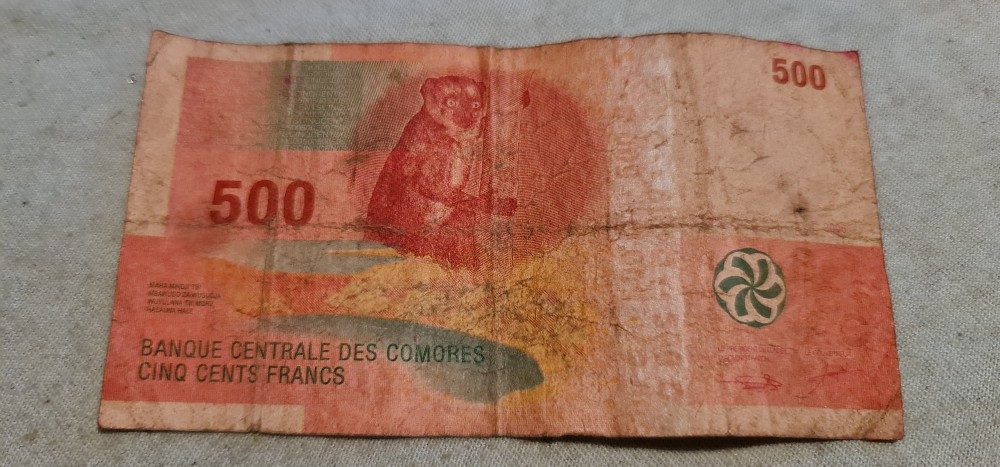 500
500
BANQUE CENTRALE DES COMORES
CINQ CENTS FRANCS